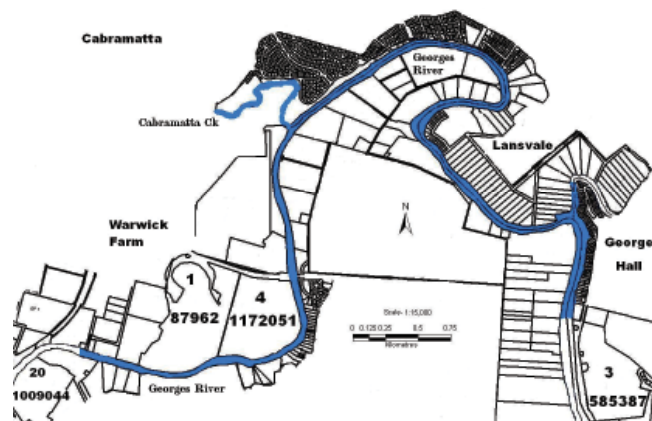 Cabramatta
Georges
River
Cabramatta Ck
Lansvale
N
Warwick
Farm
George
Hall
1
87962
4
1172051
Scale- 1:15,000
0 0.125 0.25 0.5 0.75
Kilometres
20
1009044
Georges River
3
585387